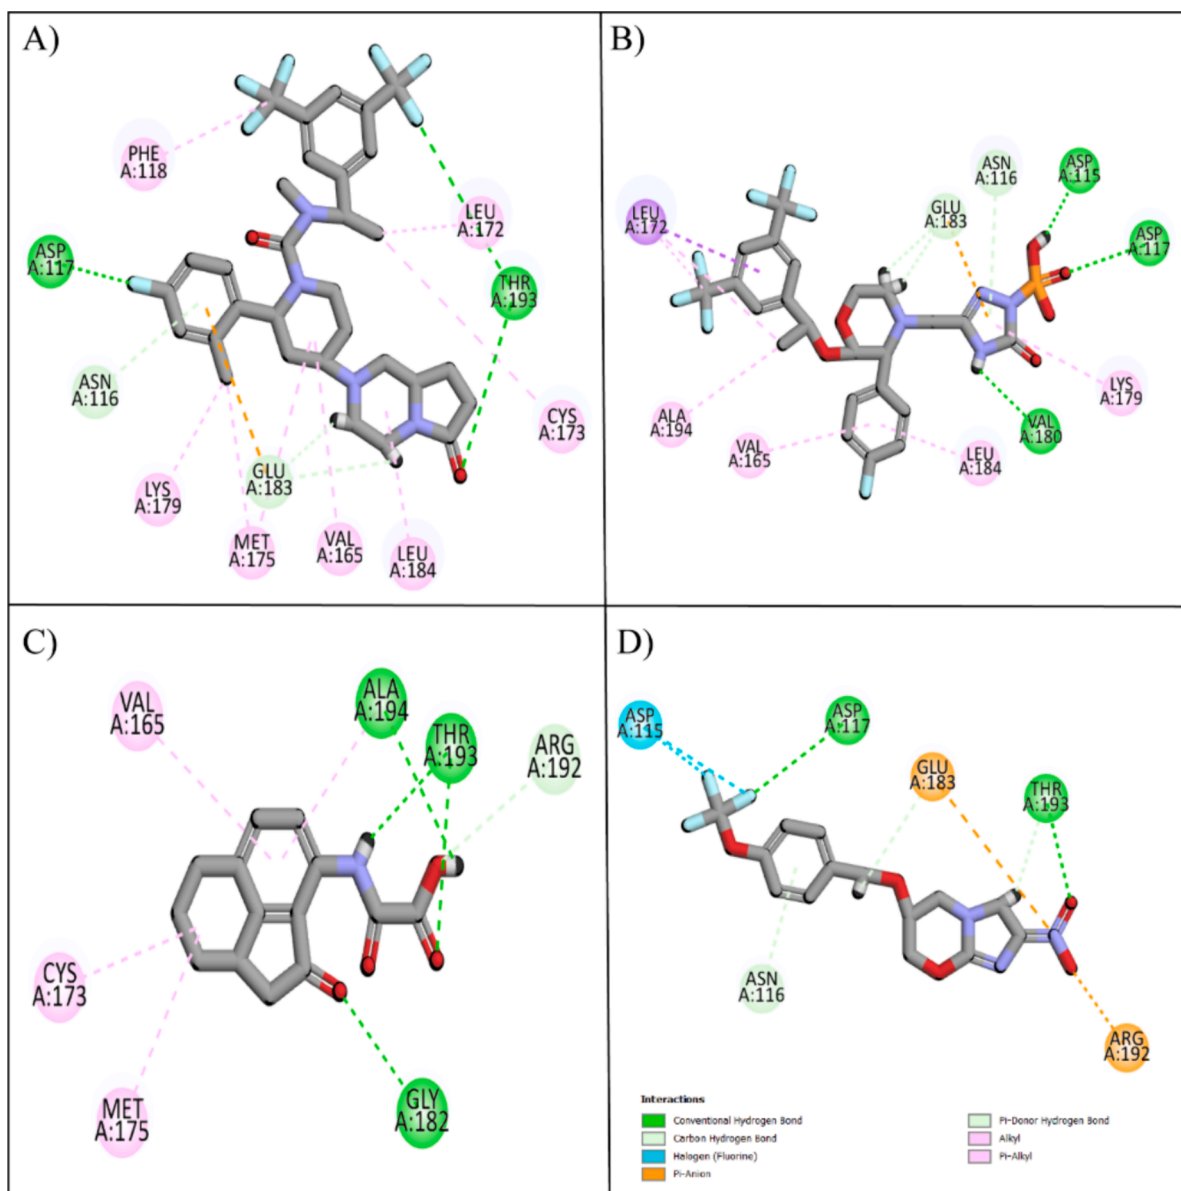 A)
PHE
A:118
LEU
A:172
ASP
A:117
THR
A:193
ASN
A:116
CYS
A:173
GLU
A:183
LYS
A:179
MET
A:175
VAL
A:165
LEU
A:184
B)
ASN
A:116
ASP
A:115
LEU
A:172
GLU
A:183
ASP
A:117
LYS
A:179
ALA
A:194
VAL
A:165
LEU
A:184
VAL
A:180
C)
VAL
A:165
ALA
A:194
THR
A:193
ARG
A:192
CYS
A:173
MET
A:175
GLY
A:182
D)
ASP
A:115
ASP
A:117
GLU
A:183
THR
A:193
ASN
A:116
ARG
A:192
Interactions
Conventional Hydrogen Bond
Carbon Hydrogen Bond
Halogen (Fluorine)
Pi-Anion
Pi-Donor Hydrogen Bond
Alkyl
Pi-Alkyl